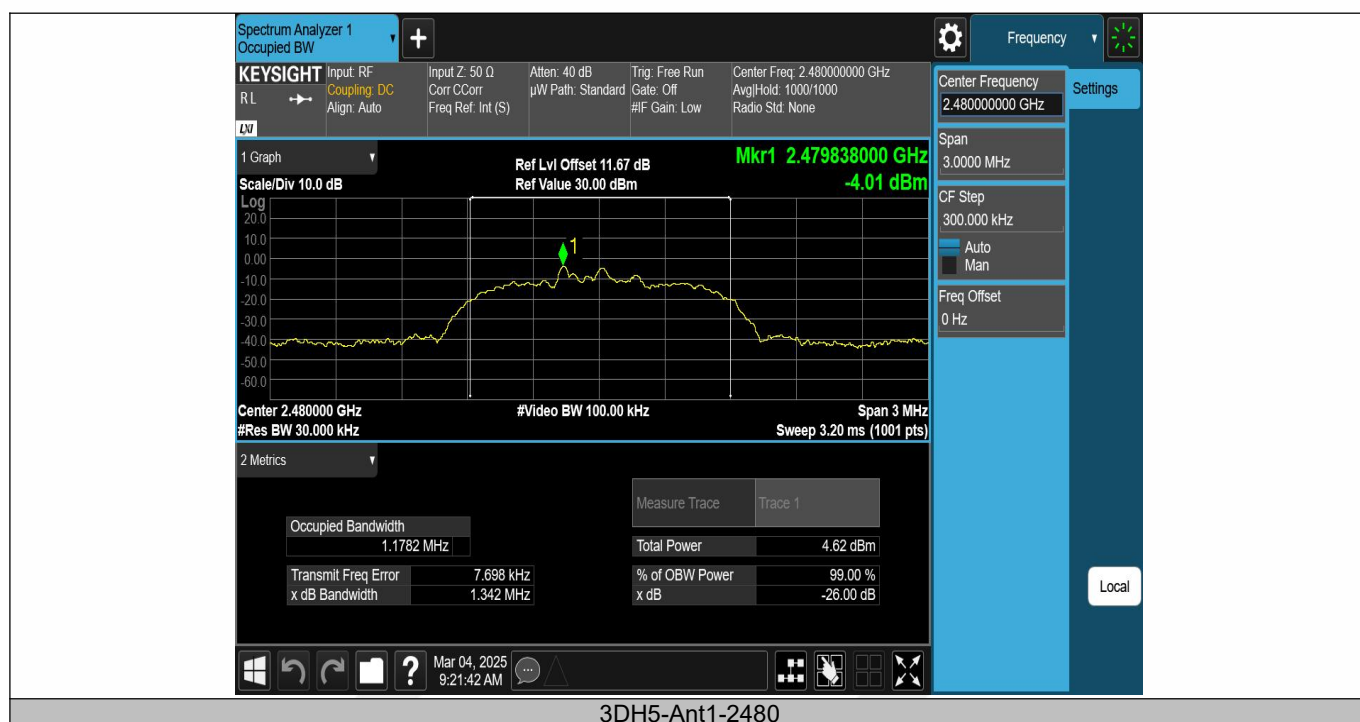 Spectrum Analyzer 1
Occupied BW
+
Frequency
KEYSIGHT
RL
LXI
Input: RF
Coupling: DC
Align: Auto
Input Z: 50 Ω
Corr CCorr
Freq Ref: Int (S)
Atten: 40 dB
µW Path: Standard
Trig: Free Run
Gate: Off
#IF Gain: Low
Center Freq: 2.480000000 GHz
Avg|Hold: 1000/1000
Radio Std: None
Center Frequency
2.480000000 GHz
Settings
Span
3.0000 MHz
CF Step
300.000 kHz
Auto
Man
Freq Offset
0 Hz
Local
1 Graph
Scale/Div 10.0 dB
Ref Lvl Offset 11.67 dB
Ref Value 30.00 dBm
Mkr1 2.479838000 GHz
-4.01 dBm
Log
20.0
10.0
0.00
-10.0
-20.0
-30.0
-40.0
-50.0
-60.0
1
Center 2.480000 GHz
#Video BW 100.00 kHz
Span 3 MHz
#Res BW 30.000 kHz
Sweep 3.20 ms (1001 pts)
2 Metrics
Measure Trace Trace 1
Occupied Bandwidth
1.1782 MHz
Total Power 4.62 dBm
Transmit Freq Error 7.698 kHz
% of OBW Power 99.00 %
x dB Bandwidth 1.342 MHz
x dB -26.00 dB
?
Mar 04, 2025
9:21:42 AM
3DH5-Ant1-2480